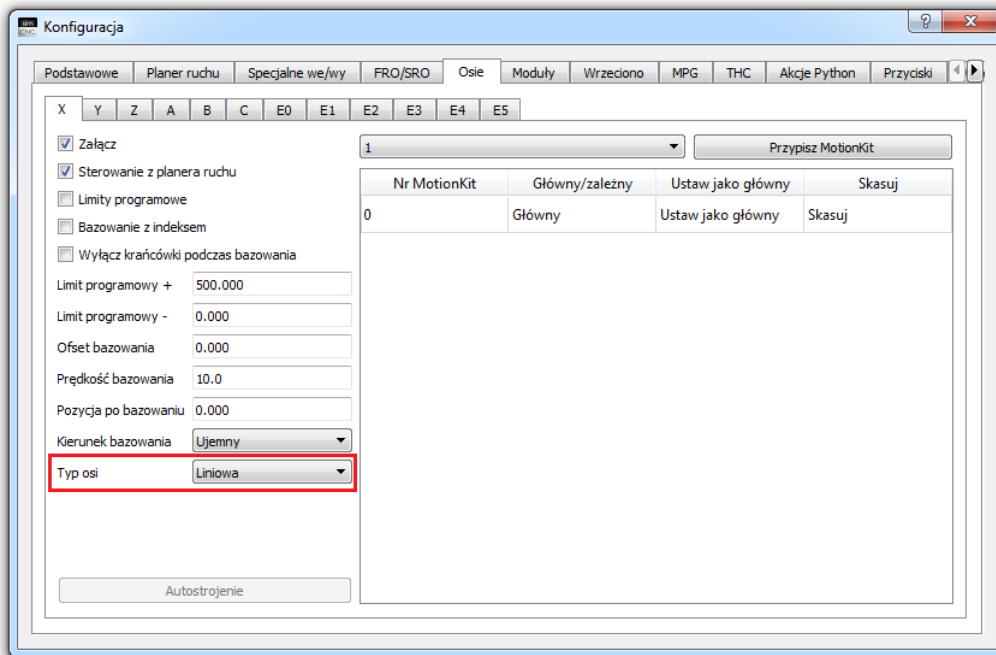 Konfiguracja
Podstawowe Planer ruchu Specjalne we/wy FRO/SRO Osie Moduły Wrzeciono MPG THC Akcje Python Przyciski
X Y Z A B C E0 E1 E2 E3 E4 E5
Załącz
1 Przypisz MotionKit
Sterowanie z planera ruchu
Nr MotionKit Główny/zależny Ustaw jako główny Skasuj
Limity programowe
0 Główny Ustaw jako główny Skasuj
Bazowanie z indeksem
Wyłącz krańcówki podczas bazowania
Limit programowy + 500.000
Limit programowy - 0.000
Ofset bazowania 0.000
Prędkość bazowania 10.0
Pozycja po bazowaniu 0.000
Kierunek bazowania Ujemny
Typ osi Liniowa
Autostrojenie